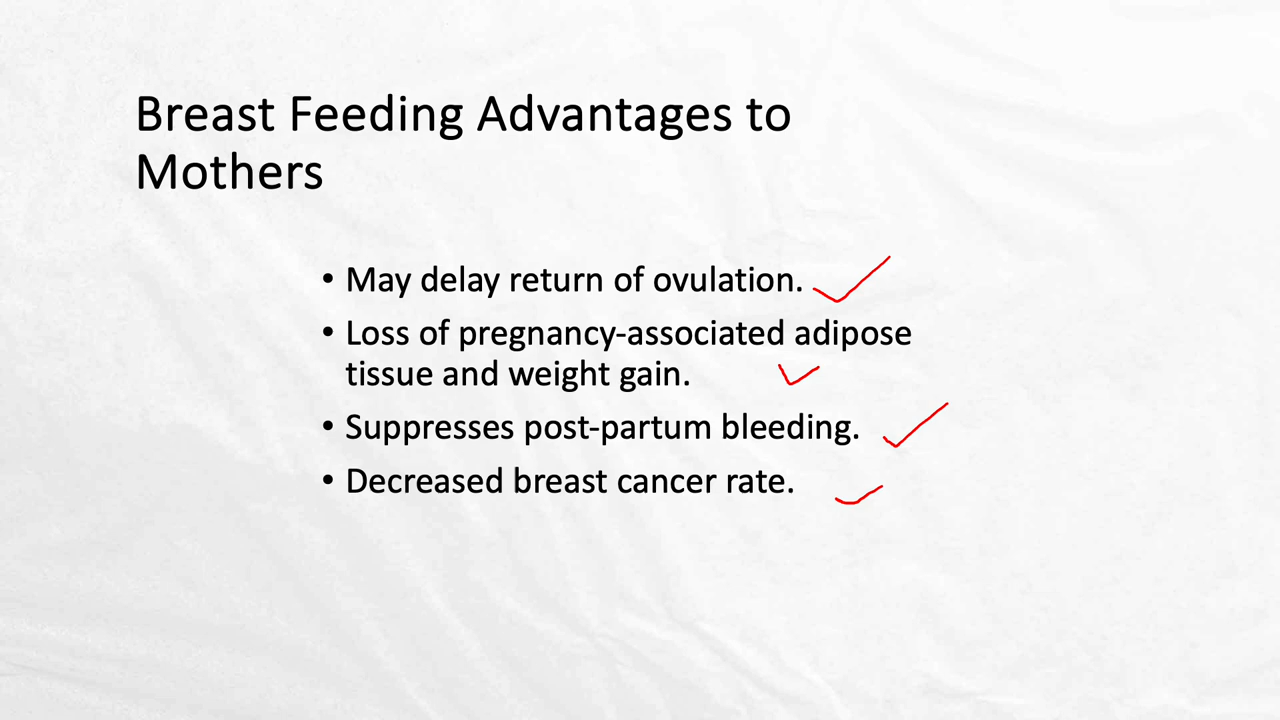 Breast Feeding Advantages to
Mothers
• May delay return of ovulation.
• Loss of pregnancy-associated adipose
tissue and weight gain.
• Suppresses post-partum bleeding.
• Decreased breast cancer rate.